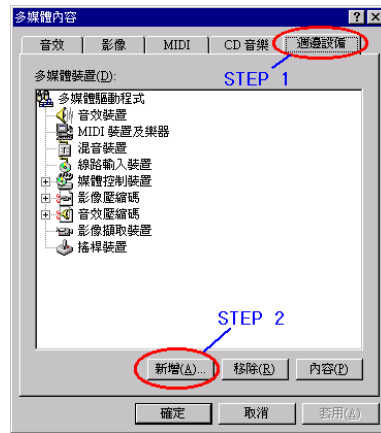 多媒體內容
音效 影像 MIDI CD 音樂 週邊設備
多媒體裝置(D):
STEP 1
多媒體驅動程式
音效裝置
MIDI 裝置及樂器
混音裝置
線路輸入裝置
媒體控制裝置
影像壓縮碼
音效壓縮碼
影像擷取裝置
搖桿裝置
STEP 2
新增(A)... 移除(R) 內容(P)
確定 取消 套用(A)